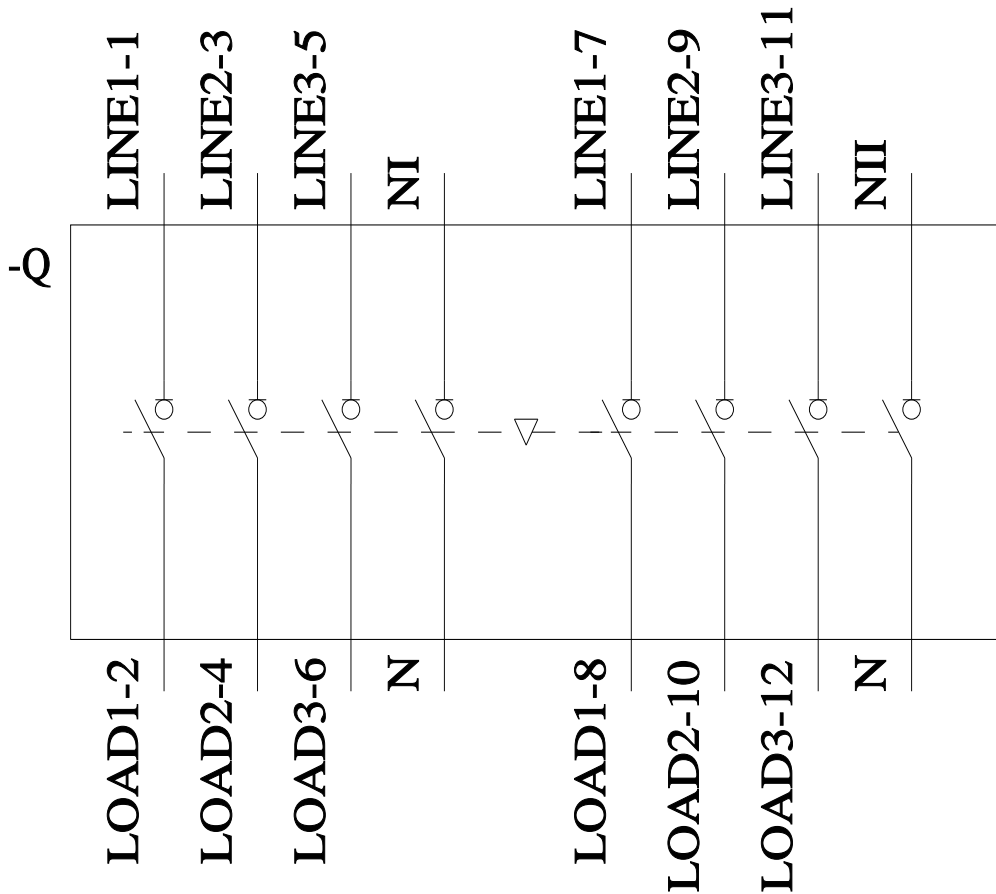 LINE1-1
LINE2-3
LINE3-5
NI
LINE1-7
LINE2-9
LINE3-11
NII
-Q
LOAD1-2
LOAD2-4
LOAD3-6
N
LOAD1-8
LOAD2-10
LOAD3-12
N